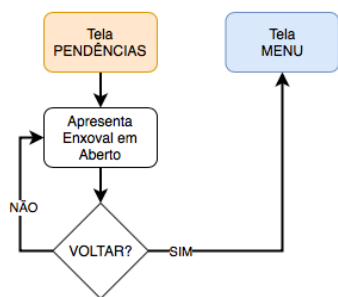 Tela
PENDÊNCIAS
Tela
MENU
Apresenta
Enxoval em
Aberto
NÃO
VOLTAR?
SIM